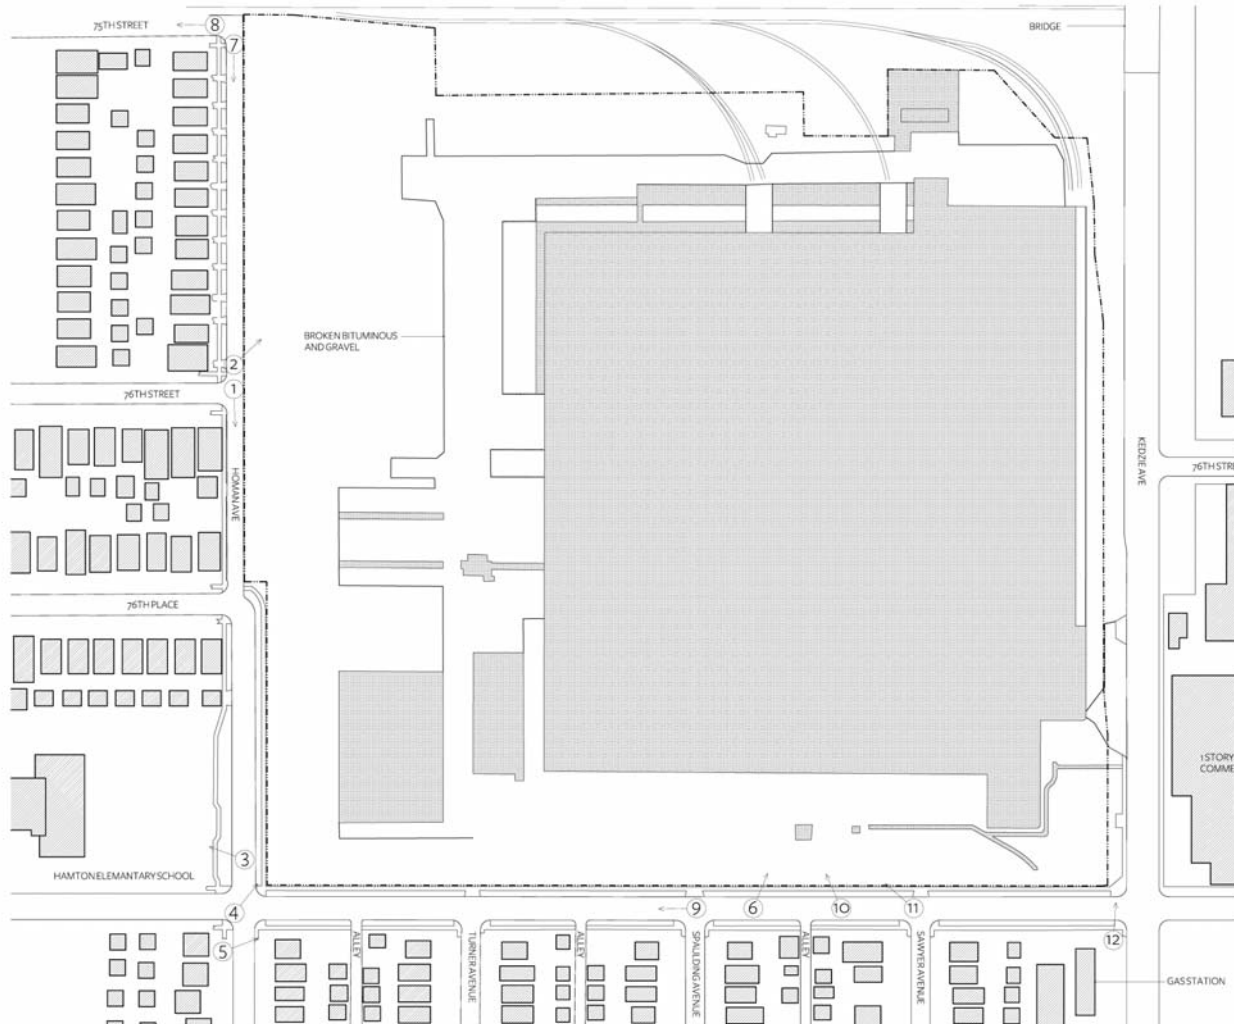 75TH STREET
8
BRIDGE
7
BROKEN BITUMINOUS
AND GRAVEL
2
1
76TH STREET
KEDZIE AVE
76TH STRE
HOMAN AVE
76TH PLACE
1 STORY
COMME
3
HAMTON ELEMANTARY SCHOOL
4
9
6
10
11
5
12
ALLEY
TURNER AVENUE
ALLEY
SPAULDING AVENUE
ALLEY
SAWYER AVENUE
GAS STATION